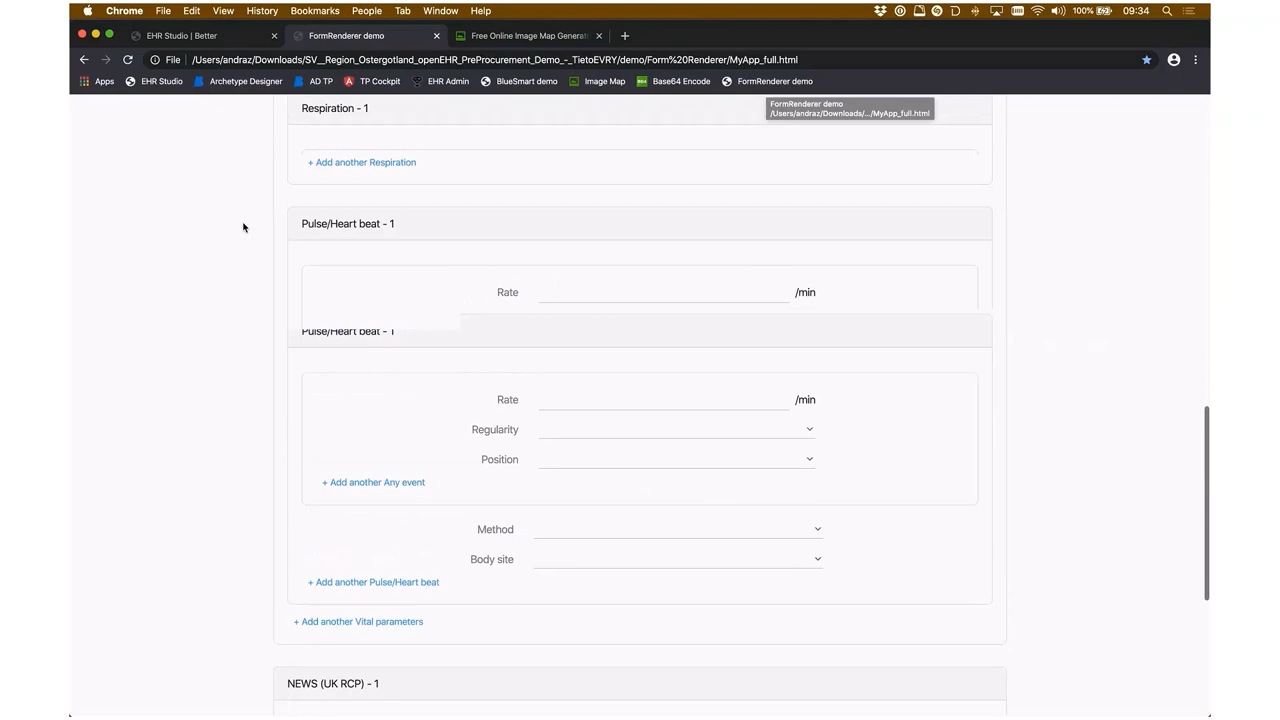 Chrome File Edit View History Bookmarks People Tab Window Help 100% 09:34
EHR Studio | Better FormRenderer demo Free Online Image Map Generat
File /Users/andraz/Downloads/SV__Region_Ostergotland_openEHR_PreProcurement_Demo_-_TietoEVRY/demo/Form%20Renderer/MyApp_full.html
Apps EHR Studio Archetype Designer AD TP TP Cockpit EHR Admin BlueSmart demo Image Map Base64 Encode FormRenderer demo
FormRenderer demo
/Users/andraz/Downloads/.../MyApp_full.html
Respiration - 1
+ Add another Respiration
Pulse/Heart beat - 1
Rate /min
Pulse/Heart beat - 1
Rate /min
Regularity
Position
+ Add another Any event
Method
Body site
+ Add another Pulse/Heart beat
+ Add another Vital parameters
NEWS (UK RCP) - 1